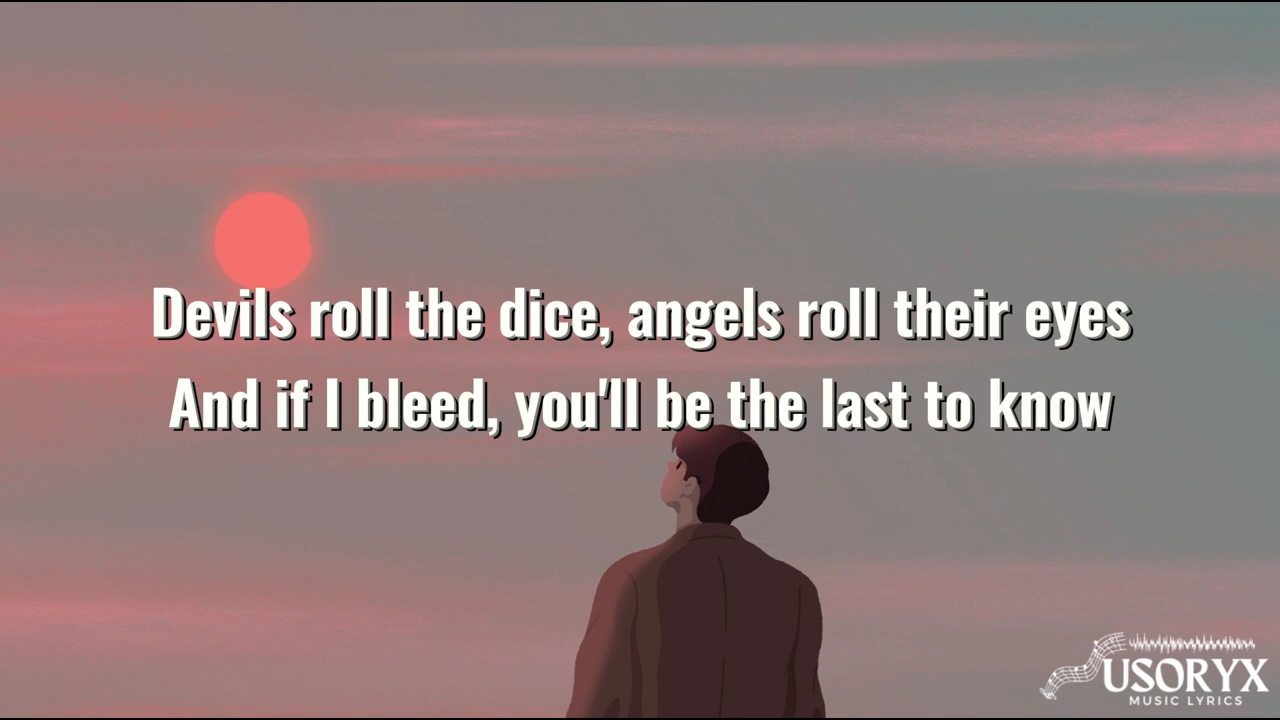 Devils roll the dice, angels roll their eyes
And if I bleed, you'll be the last to know
USORYX
MUSIC LYRICS